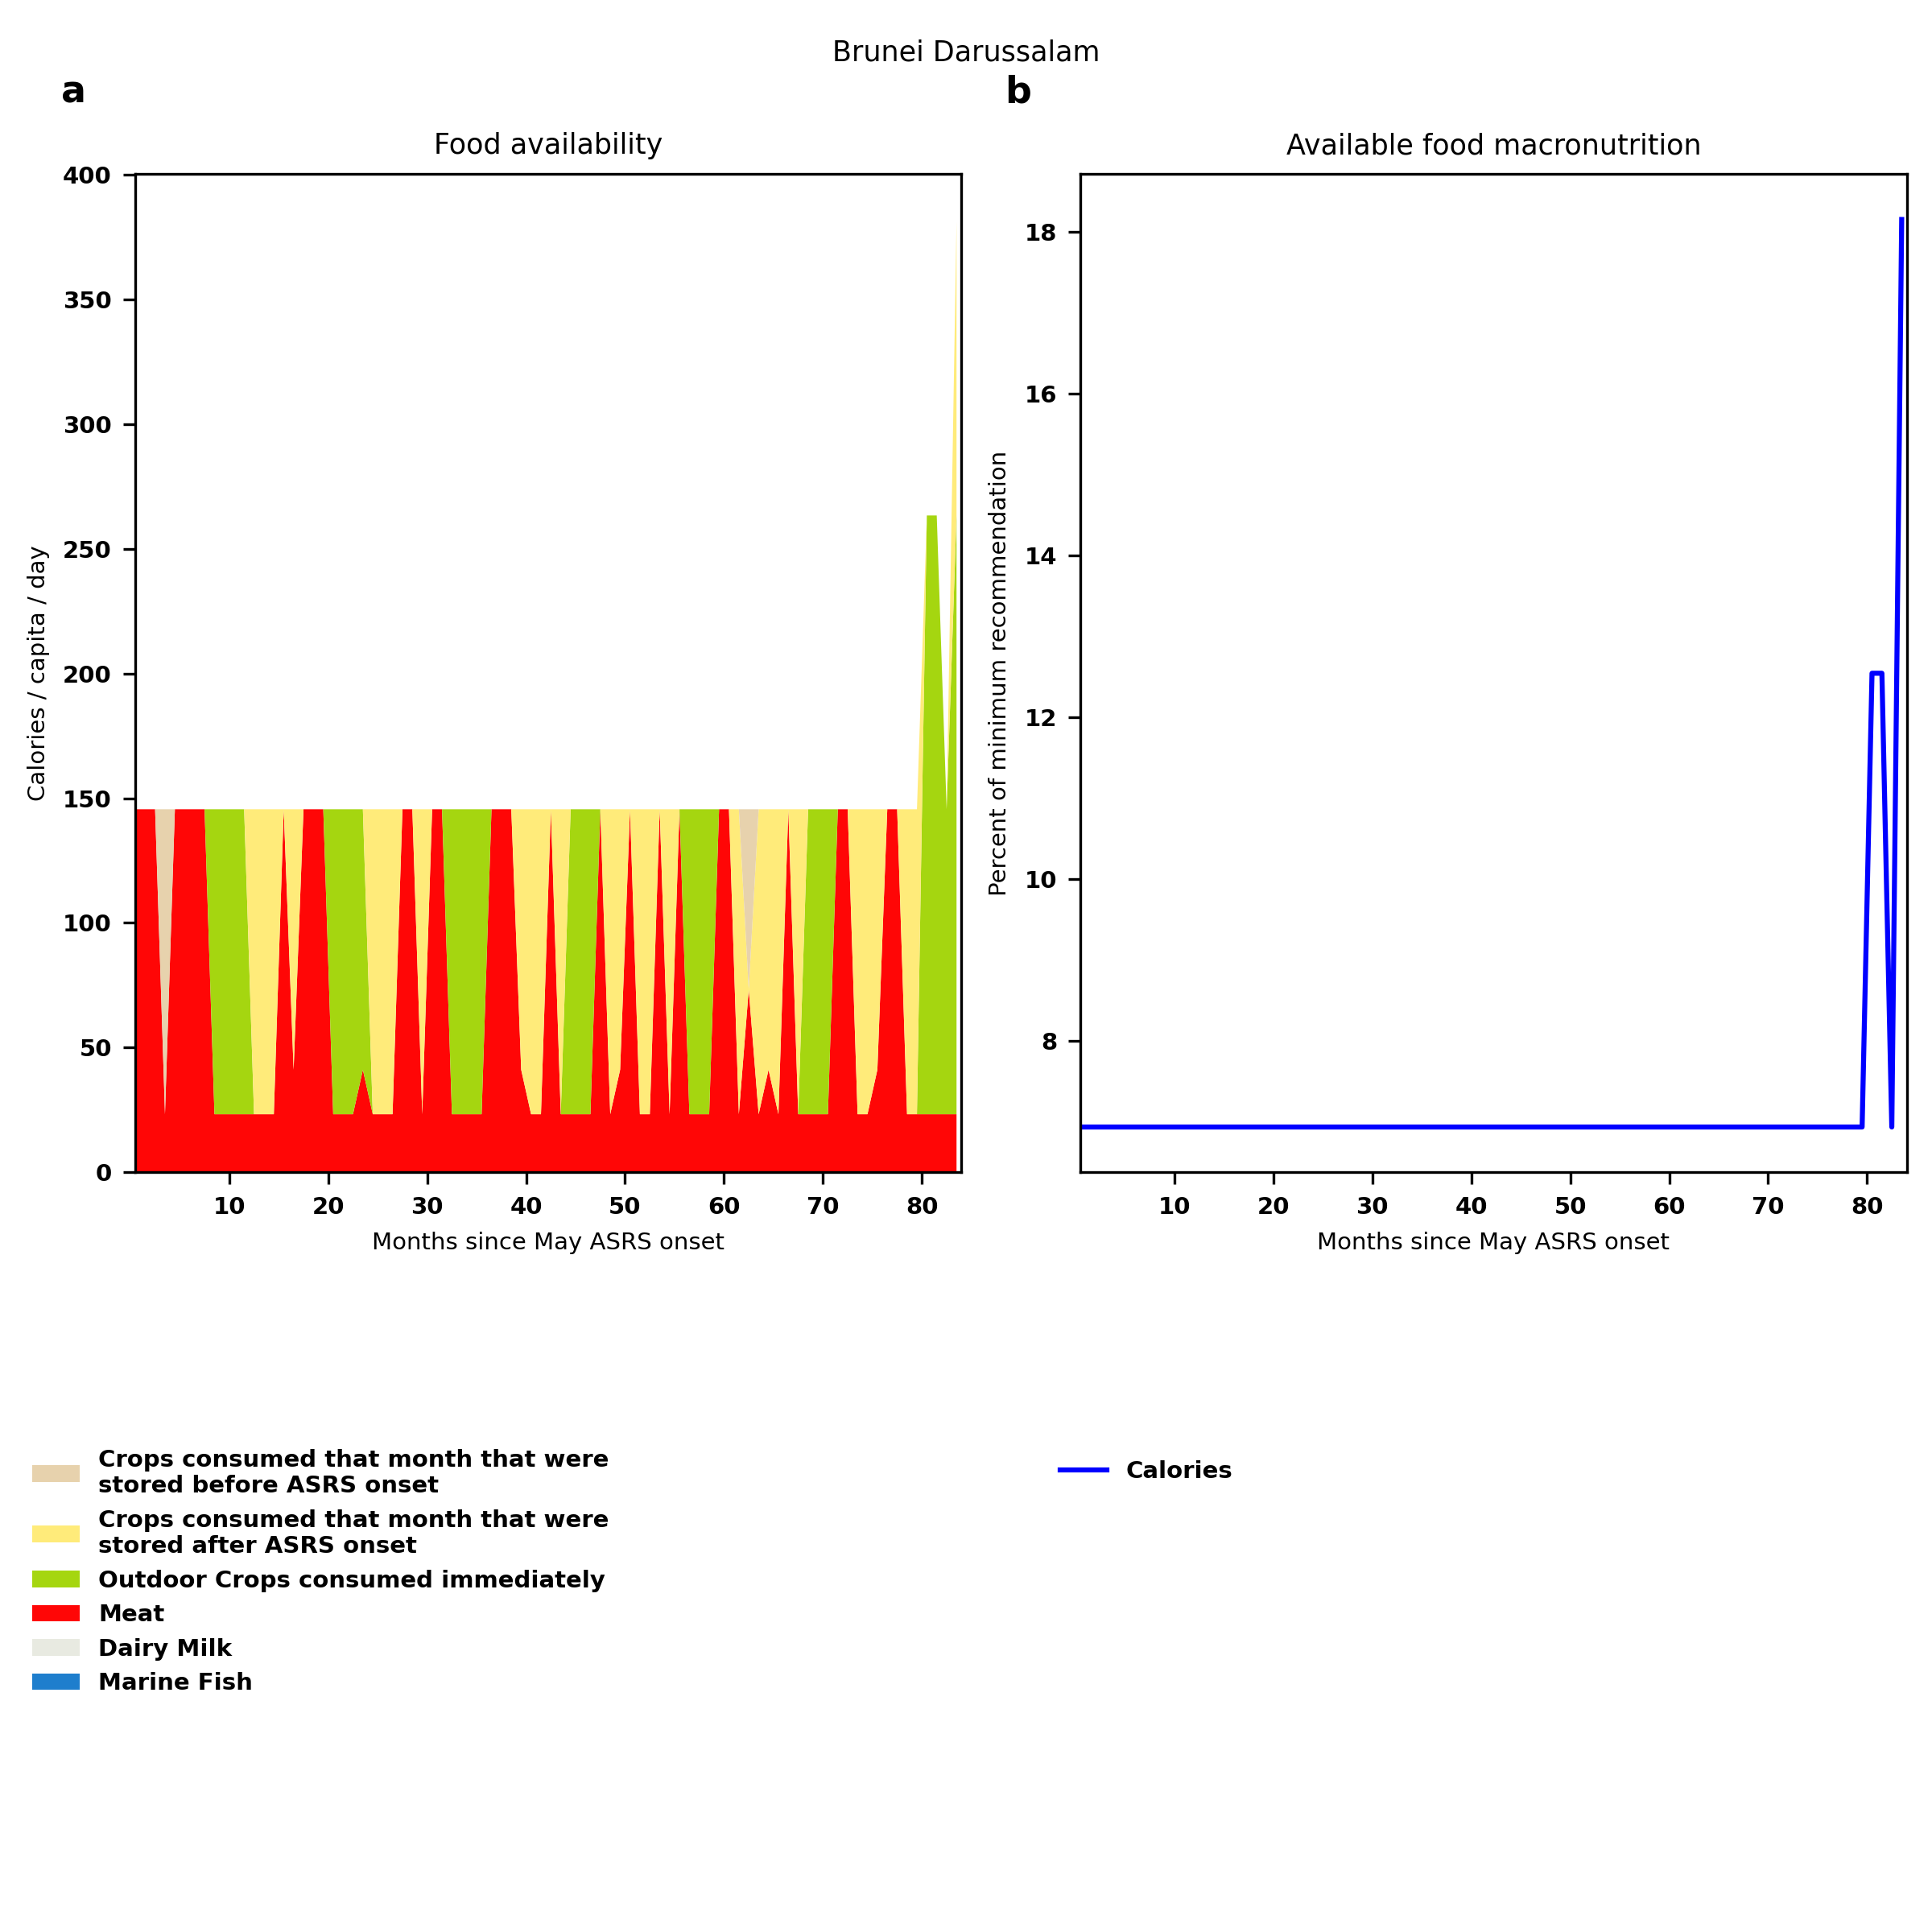 Brunei Darussalam
a
Food availability
400
350
300
250
200
150
100
50
0
Calories / capita / day
10 20 30 40 50 60 70 80
Months since May ASRS onset
b
Available food macronutrition
18
16
14
12
10
8
Percent of minimum recommendation
10 20 30 40 50 60 70 80
Months since May ASRS onset
Crops consumed that month that were
stored before ASRS onset
Crops consumed that month that were
stored after ASRS onset
Outdoor Crops consumed immediately
Meat
Dairy Milk
Marine Fish
Calories